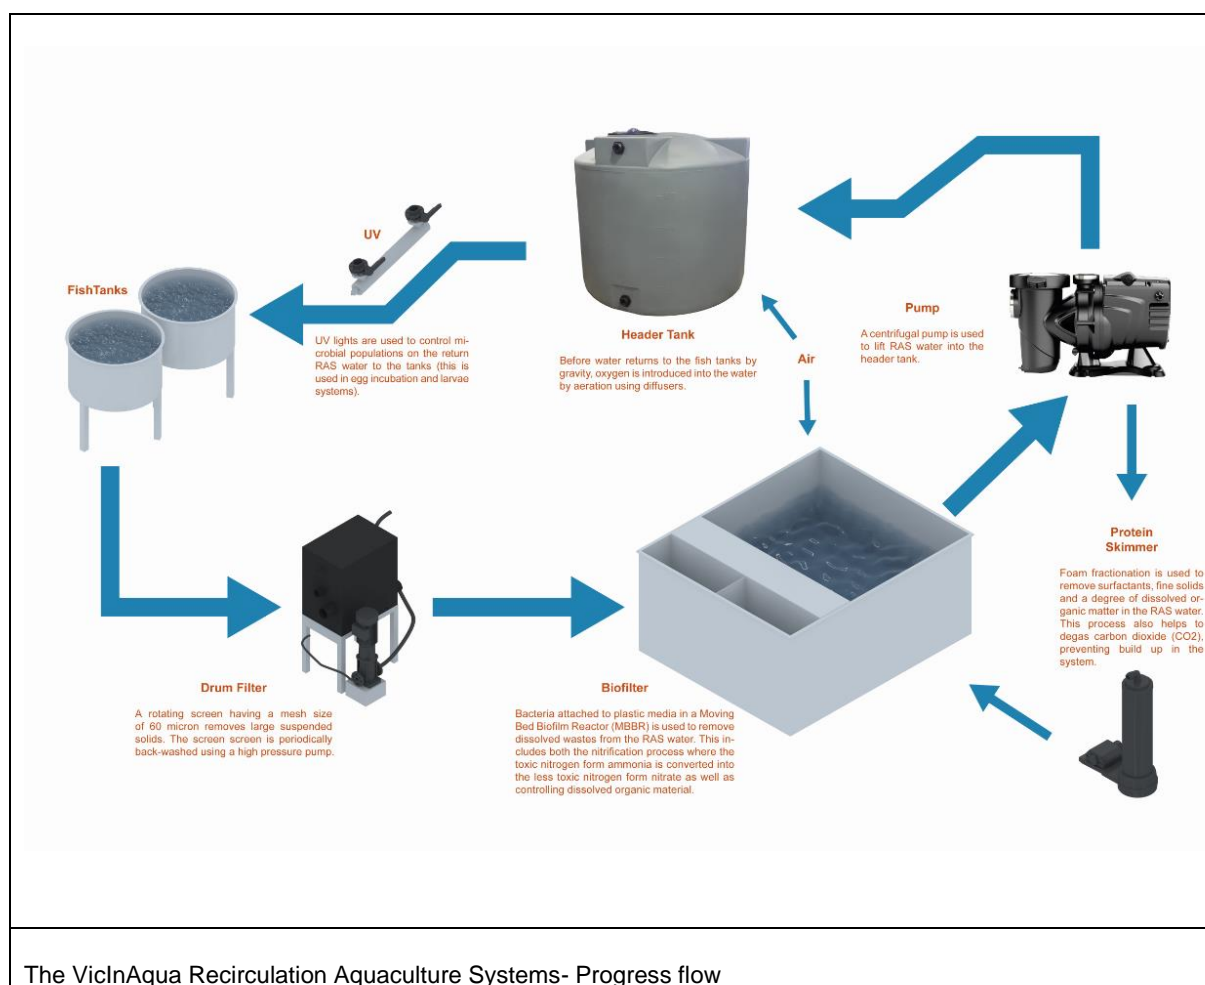 UV
FishTanks
UV lights are used to control mi-
crobial populations on the return
RAS water to the tanks (this is
used in egg incubation and larvae
systems).
Header Tank
Before water returns to the fish tanks by
gravity, oxygen is introduced into the water
by aeration using diffusers.
Air
Pump
A centrifugal pump is used
to lift RAS water into the
header tank.
Protein
Skimmer
Foam fractionation is used to
remove surfactants, fine solids
and a degree of dissolved or-
ganic matter in the RAS water.
This process also helps to
degas carbon dioxide (CO2),
preventing build up in the
system.
Drum Filter
A rotating screen having a mesh size
of 60 micron removes large suspended
solids. The screen screen is periodically
back-washed using a high pressure pump.
Biofilter
Bacteria attached to plastic media in a Moving
Bed Biofilm Reactor (MBBR) is used to remove
dissolved wastes from the RAS water. This in-
cludes both the nitrification process where the
toxic nitrogen form ammonia is converted into
the less toxic nitrogen form nitrate as well as
controlling dissolved organic material.
The VicInAqua Recirculation Aquaculture Systems- Progress flow